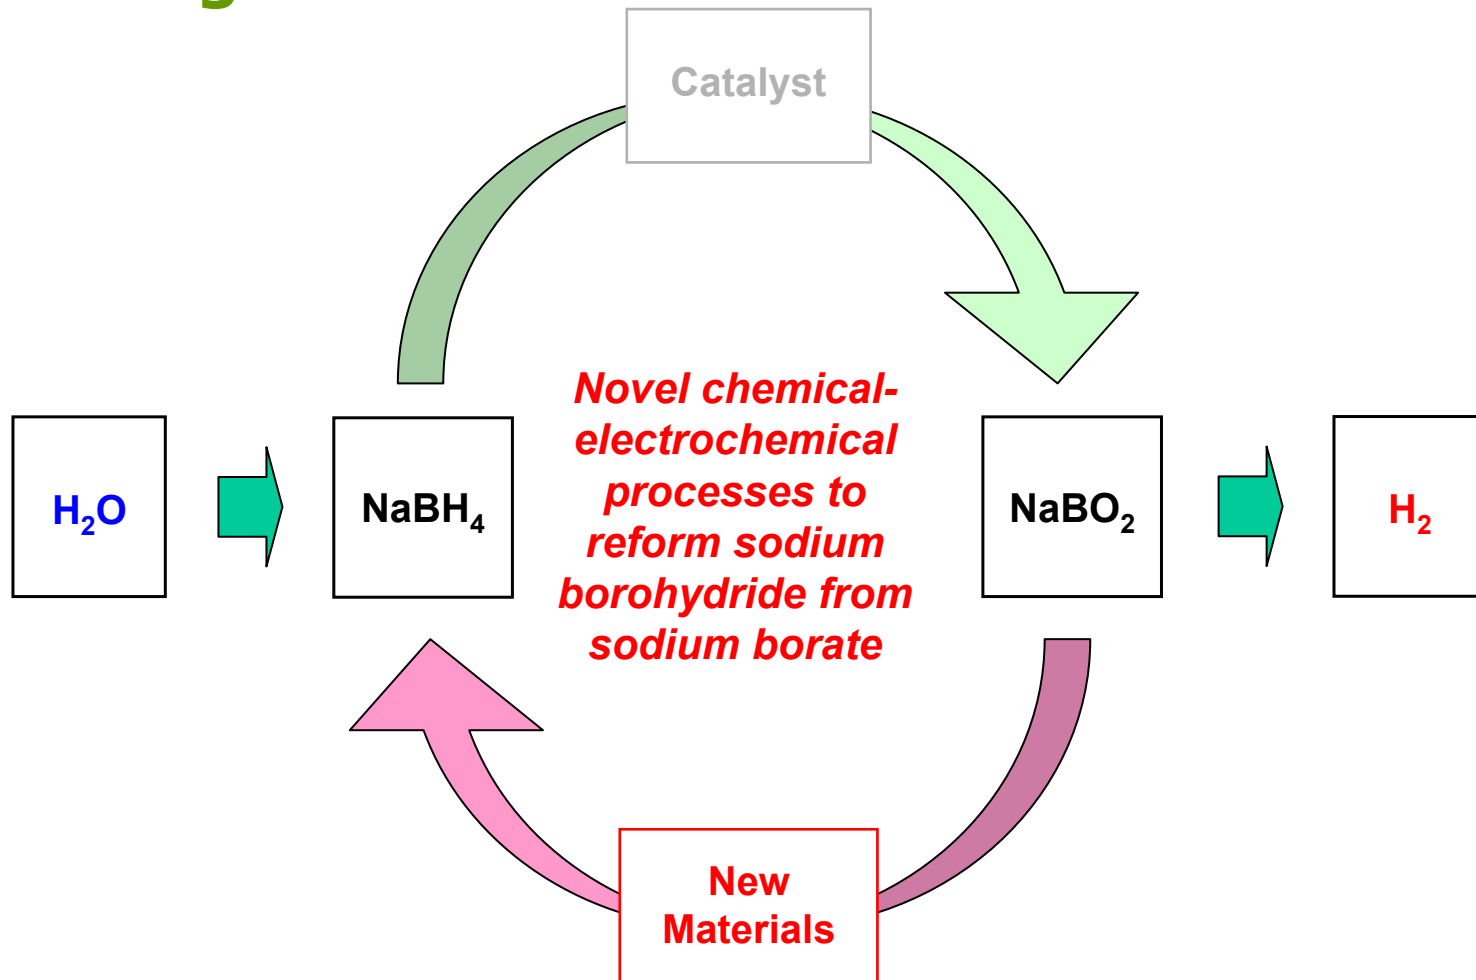 Catalyst
Novel chemical-
electrochemical
processes to
reform sodium
borohydride from
sodium borate
H₂O
NaBH₄
NaBO₂
H₂
New
Materials